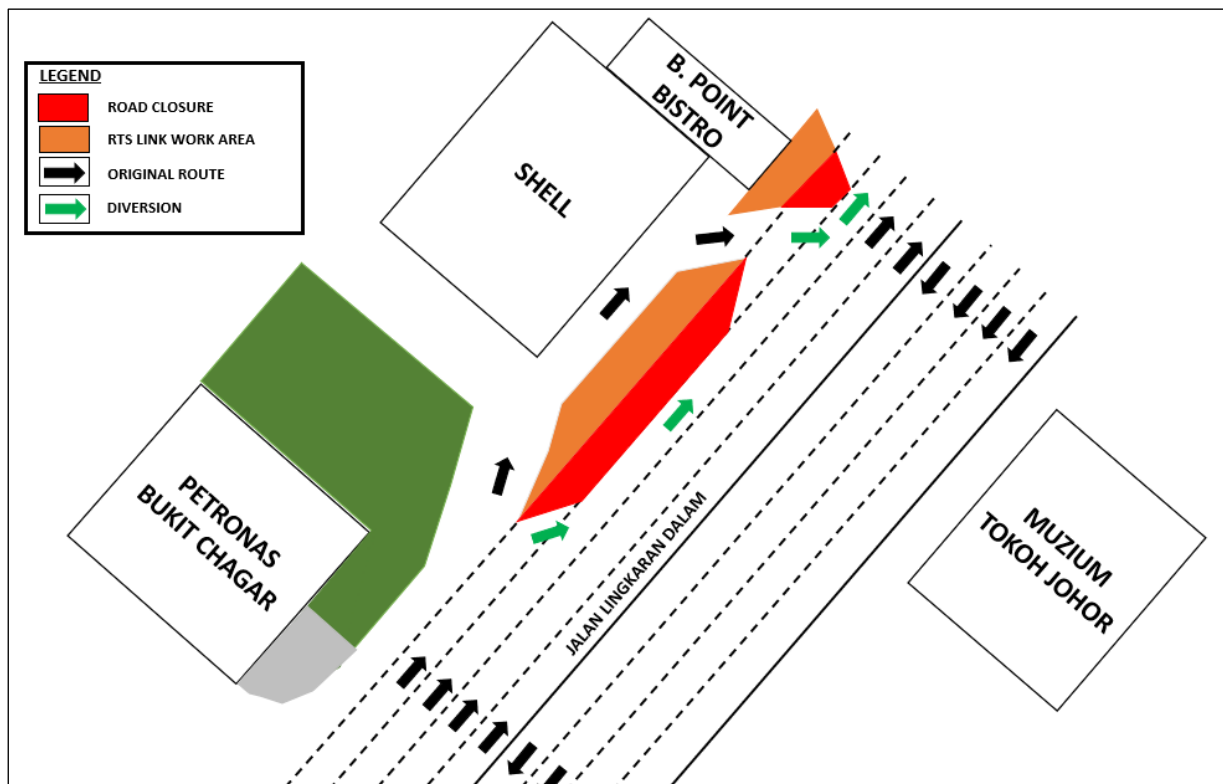 LEGEND
ROAD CLOSURE
RTS LINK WORK AREA
ORIGINAL ROUTE
DIVERSION
B. POINT
BISTRO
SHELL
PETRONAS
BUKIT CHAGAR
JALAN LINGKARAN DALAM
MUZIUM
TOKOH JOHOR